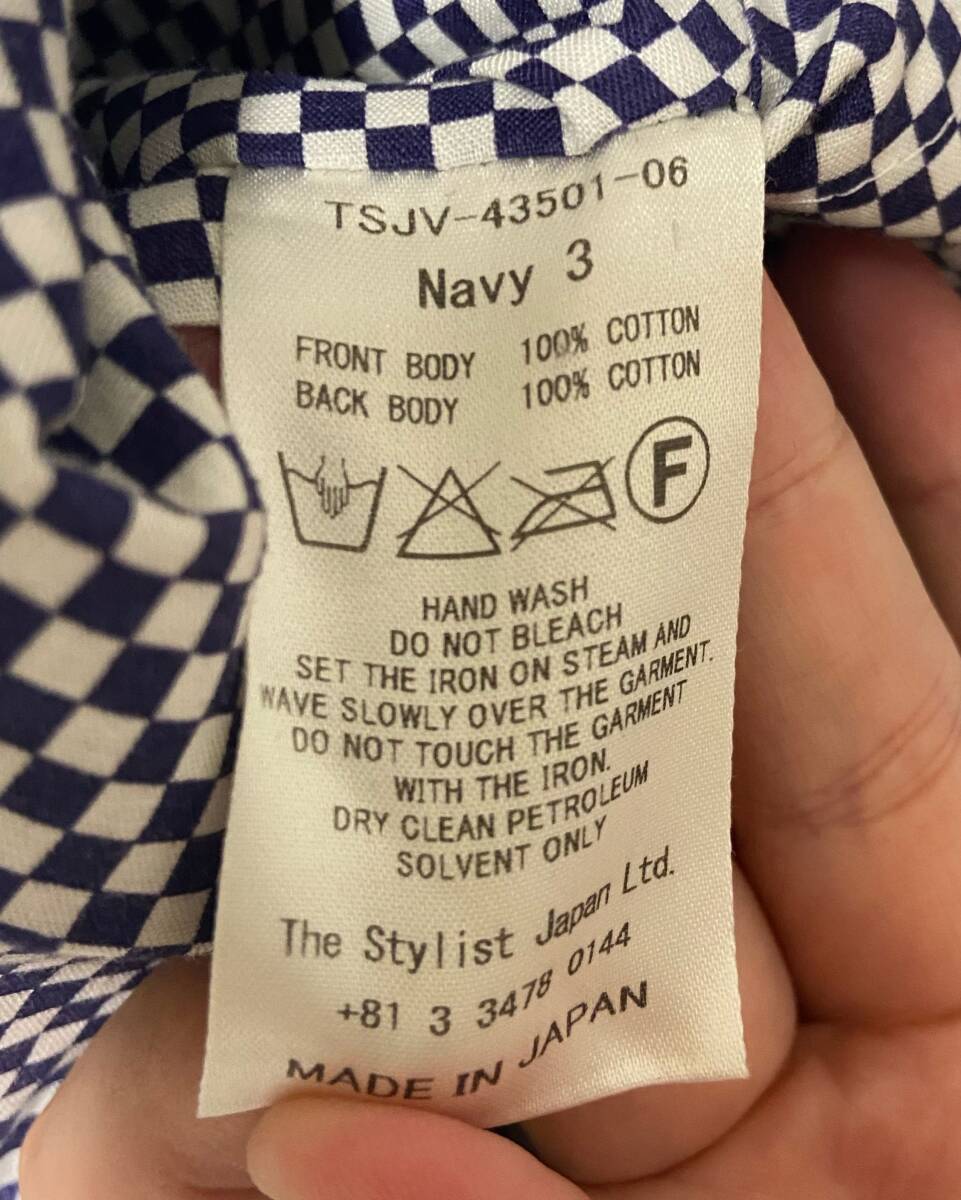 TSJV-43501-06
Navy 3
FRONT BODY 100% COTTON
BACK BODY 100% COTTON
F
HAND WASH
DO NOT BLEACH
SET THE IRON ON STEAM AND
WAVE SLOWLY OVER THE GARMENT.
DO NOT TOUCH THE GARMENT
WITH THE IRON.
DRY CLEAN PETROLEUM
SOLVENT ONLY
The Stylist Japan Ltd.
+81 3 3478 0144
MADE IN JAPAN